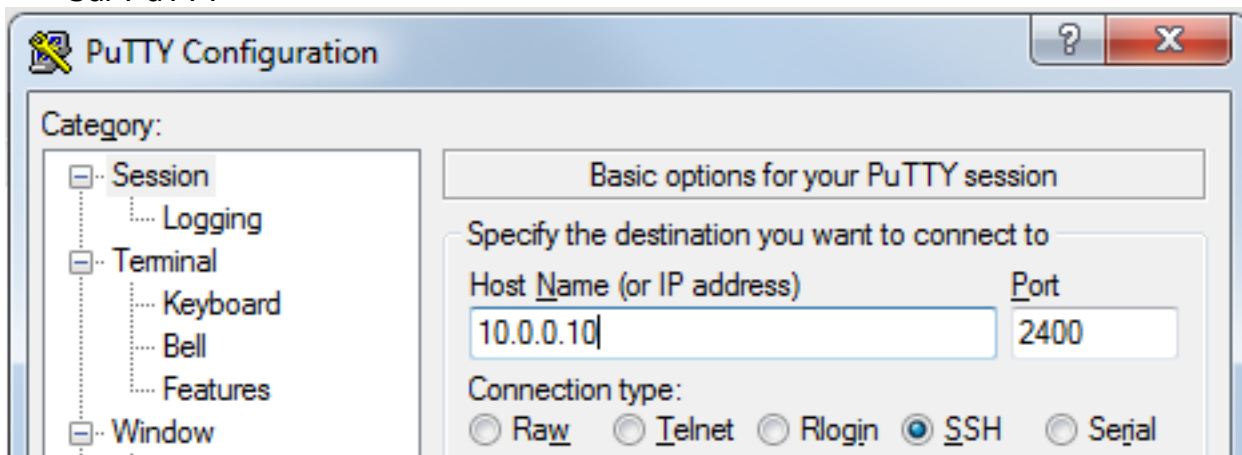 Sur PuTTY
PuTTY Configuration
?
Category:
Session
Logging
Terminal
Keyboard
Bell
Features
Window
Basic options for your PuTTY session
Specify the destination you want to connect to
Host Name (or IP address) Port
10.0.0.10 2400
Connection type:
Raw Telnet Rlogin SSH Serial